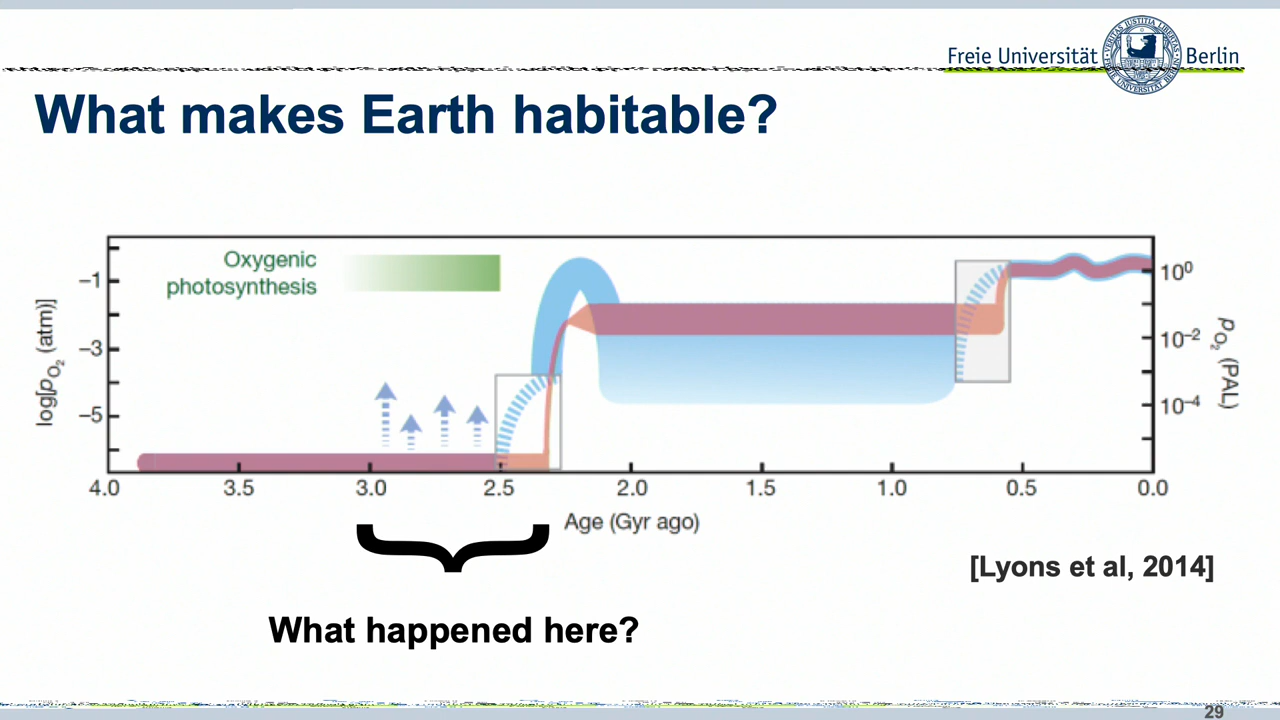 Freie Universität Berlin
What makes Earth habitable?
Oxygenic
photosynthesis
log[pO2 (atm)]
−1
−3
−5
10^0
10^−2
10^−4
pO2 (PAL)
4.0 3.5 3.0 2.5 2.0 1.5 1.0 0.5 0.0
Age (Gyr ago)
[Lyons et al, 2014]
What happened here?
29